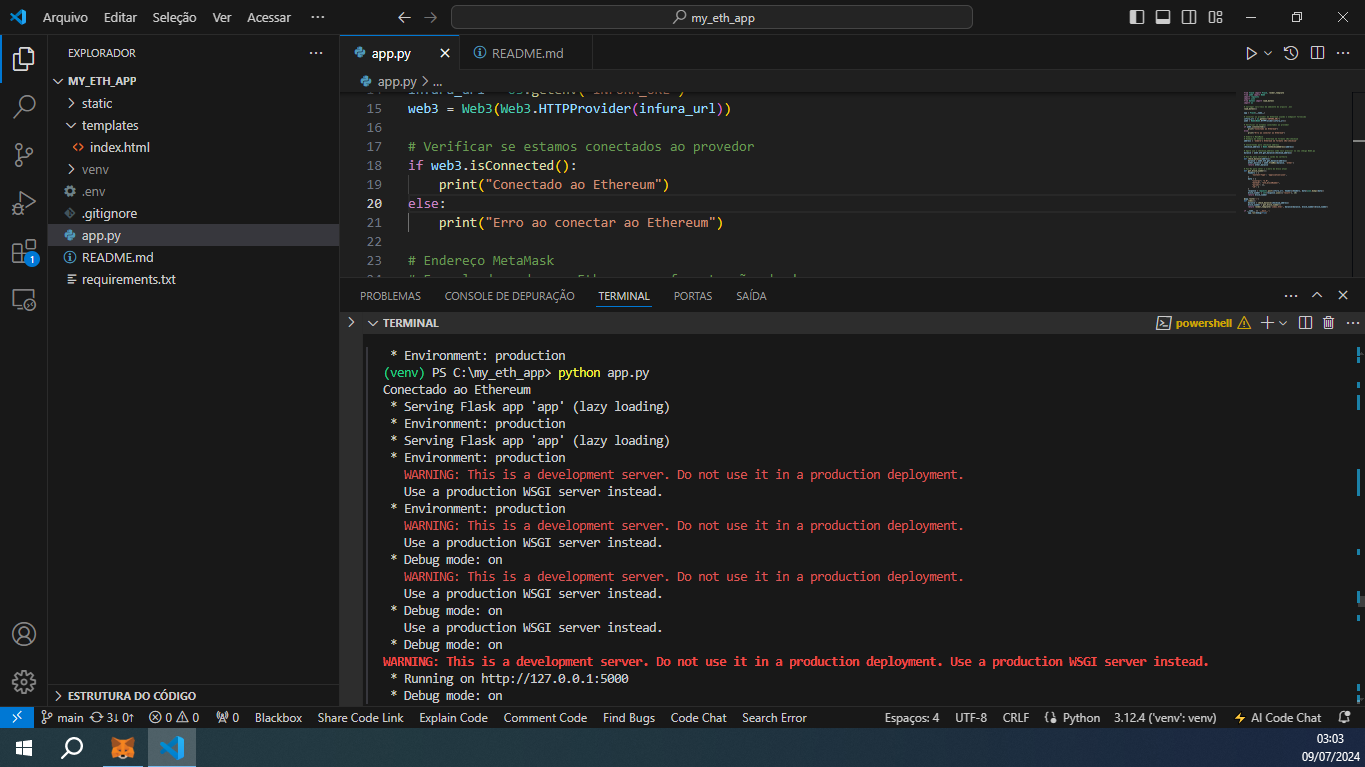 Arquivo Editar Seleção Ver Acessar ···
my_eth_app
EXPLORADOR ···
MY_ETH_APP
static
templates
<> index.html
venv
.env
.gitignore
app.py
README.md
requirements.txt
ESTRUTURA DO CÓDIGO
1
app.py
README.md
app.py > ...
15 web3 = Web3(Web3.HTTPProvider(infura_url))
16
17 # Verificar se estamos conectados ao provedor
18 if web3.isConnected():
19 print("Conectado ao Ethereum")
20 else:
21 print("Erro ao conectar ao Ethereum")
22
23 # Endereço MetaMask
PROBLEMAS CONSOLE DE DEPURAÇÃO TERMINAL PORTAS SAÍDA
TERMINAL
powershell
* Environment: production
(venv) PS C:\my_eth_app> python app.py
Conectado ao Ethereum
* Serving Flask app 'app' (lazy loading)
* Environment: production
* Serving Flask app 'app' (lazy loading)
* Environment: production
WARNING: This is a development server. Do not use it in a production deployment.
Use a production WSGI server instead.
* Environment: production
WARNING: This is a development server. Do not use it in a production deployment.
Use a production WSGI server instead.
* Debug mode: on
WARNING: This is a development server. Do not use it in a production deployment.
Use a production WSGI server instead.
* Debug mode: on
Use a production WSGI server instead.
* Debug mode: on
WARNING: This is a development server. Do not use it in a production deployment. Use a production WSGI server instead.
* Running on http://127.0.0.1:5000
* Debug mode: on
main 3↓ 0↑ 0 0 0 Blackbox Share Code Link Explain Code Comment Code Find Bugs Code Chat Search Error Espaços: 4 UTF-8 CRLF Python 3.12.4 ('venv': venv) AI Code Chat
03:03
09/07/2024